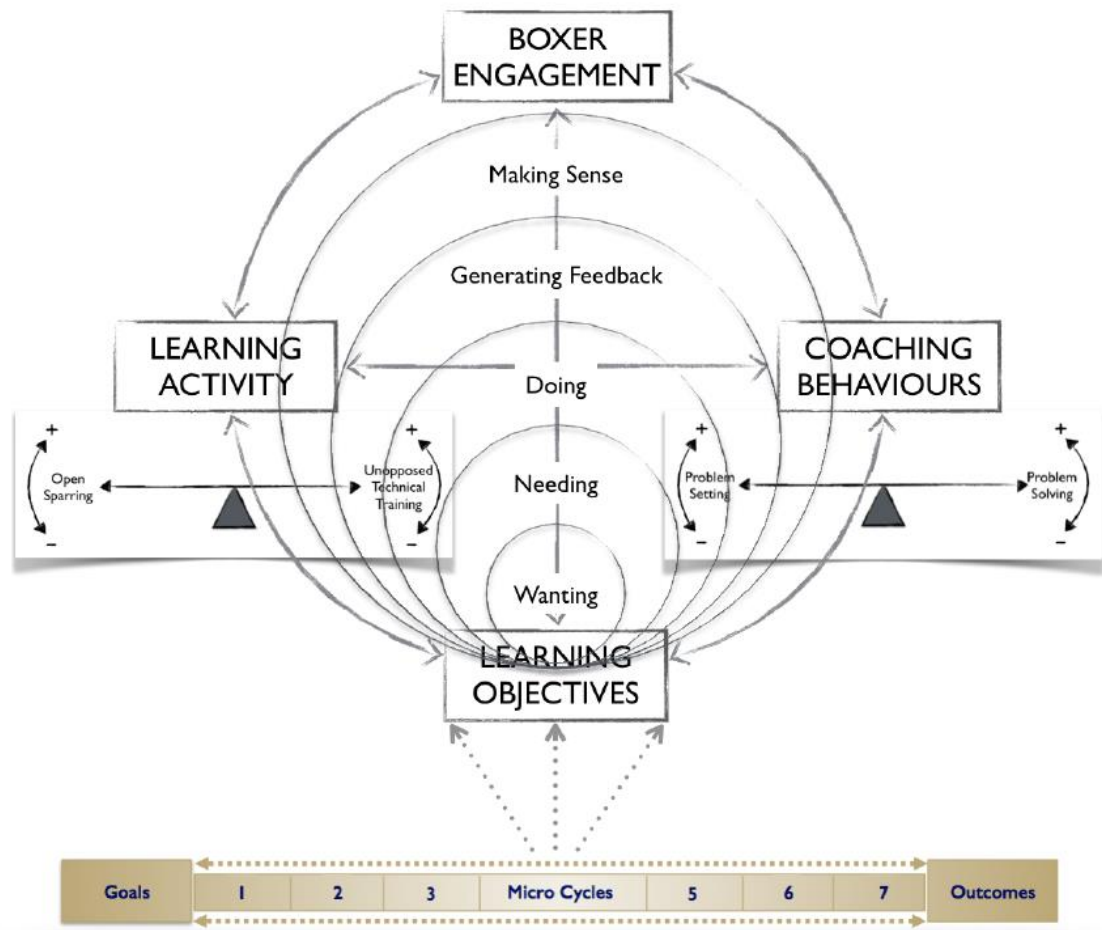 BOXER
ENGAGEMENT
Making Sense
Generating Feedback
LEARNING
ACTIVITY
Doing
COACHING
BEHAVIOURS
+
+
Open
Sparring
Unopposed
Technical
Training
-
-
Needing
+
+
Problem
Setting
Problem
Solving
-
-
Wanting
LEARNING
OBJECTIVES
Goals 1 2 3 Micro Cycles 5 6 7 Outcomes